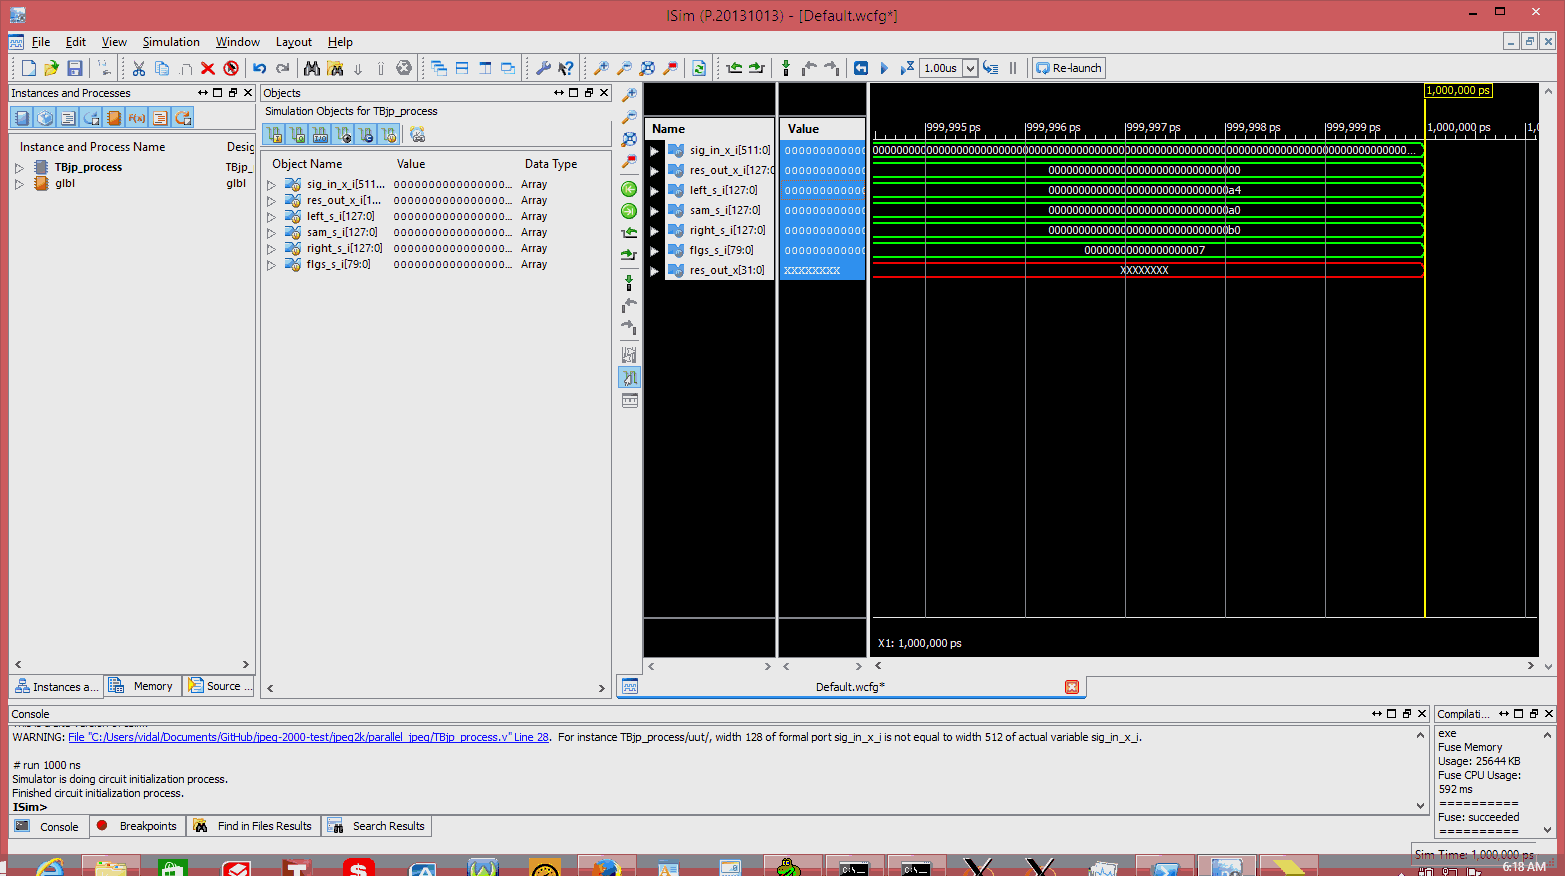 ISim (P.20131013) - [Default.wcfg*]
File Edit View Simulation Window Layout Help
1.00us Re-launch
Instances and Processes
Instance and Process Name Desig
TBjp_process TBjp_
glbl glbl
Instances a... Memory Source ...
Objects
Simulation Objects for TBjp_process
Object Name Value Data Type
sig_in_x_i[511... 0000000000000000... Array
res_out_x_i[1... 0000000000000000... Array
left_s_i[127:0] 0000000000000000... Array
sam_s_i[127:0] 0000000000000000... Array
right_s_i[127:0] 0000000000000000... Array
flgs_s_i[79:0] 0000000000000000... Array
Name Value
sig_in_x_i[511:0] 000000000000
res_out_x_i[127:0 000000000000
left_s_i[127:0] 000000000000
sam_s_i[127:0] 000000000000
right_s_i[127:0] 000000000000
flgs_s_i[79:0] 000000000000
res_out_x[31:0] XXXXXXXX
1,000,000 ps
999,995 ps 999,996 ps 999,997 ps 999,998 ps 999,999 ps 1,000,000 ps 1,0
00000000000000000000000000000000
000000000000000000000000000000a4
000000000000000000000000000000a0
000000000000000000000000000000b0
00000000000000000007
XXXXXXXX
X1: 1,000,000 ps
Default.wcfg*
Console
WARNING: File "C:/Users/vidal/Documents/GitHub/jpeg-2000-test/jpeg2k/parallel_jpeg/TBjp_process.v" Line 28. For instance TBjp_process/uut/, width 128 of formal port sig_in_x_i is not equal to width 512 of actual variable sig_in_x_i.
# run 1000 ns
Simulator is doing circuit initialization process.
Finished circuit initialization process.
ISim>
Console Breakpoints Find in Files Results Search Results
Compilati...
exe
Fuse Memory
Usage: 25644 KB
Fuse CPU Usage:
592 ms
==========
Fuse: succeeded
==========
Sim Time: 1,000,000 ps
6:18 AM